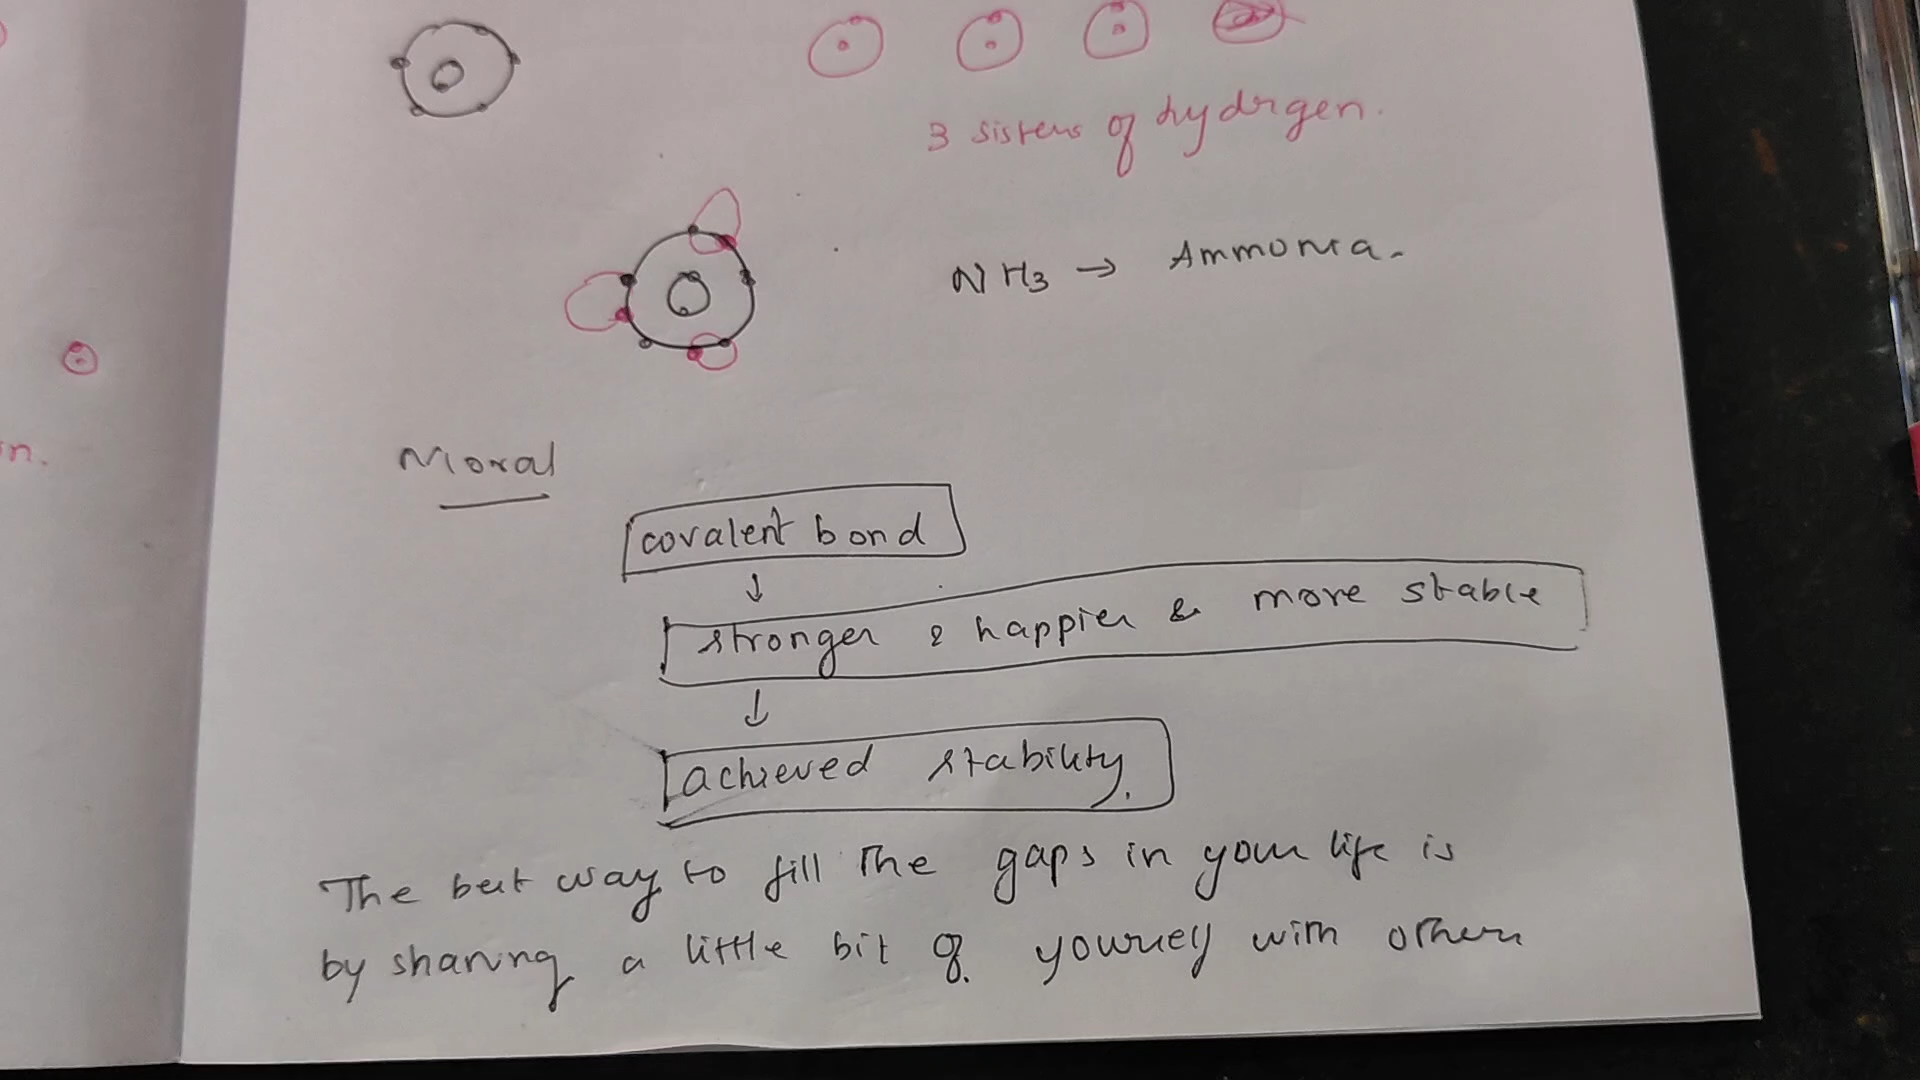 3 sisters of hydrgen.
NH3 → Ammonia.
n.
Moral
covalent bond
↓
stronger & happier & more stable
↓
achieved stability.
The best way to fill The gaps in your life is
by sharing a little bit of yourself with others